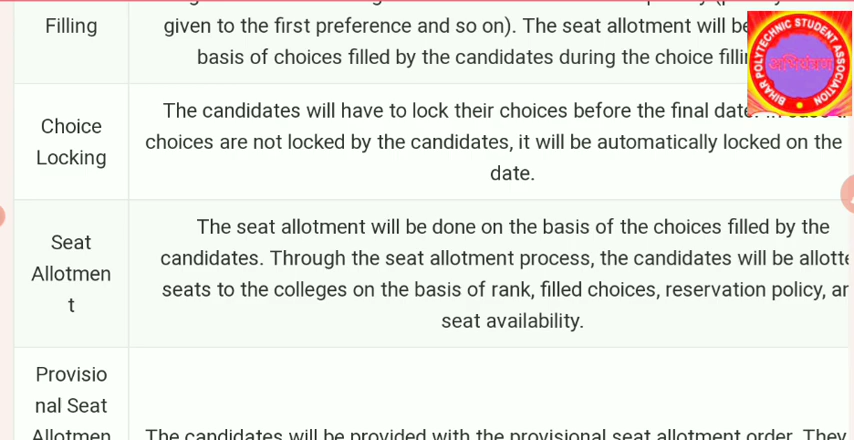 Filling
given to the first preference and so on). The seat allotment will be
basis of choices filled by the candidates during the choice
BIHAR POLYTECHNIC STUDENT ASSOCIATION
अभियंत्रण
Choice
Locking
The candidates will have to lock their choices before the final date.
choices are not locked by the candidates, it will be automatically locked on the
date.
Seat
Allotmen
t
The seat allotment will be done on the basis of the choices filled by the
candidates. Through the seat allotment process, the candidates will be
seats to the colleges on the basis of rank, filled choices, reservation policy,
seat availability.
Provisio
nal Seat
Allotmen
The candidates will be provided with the provisional seat allotment order. They